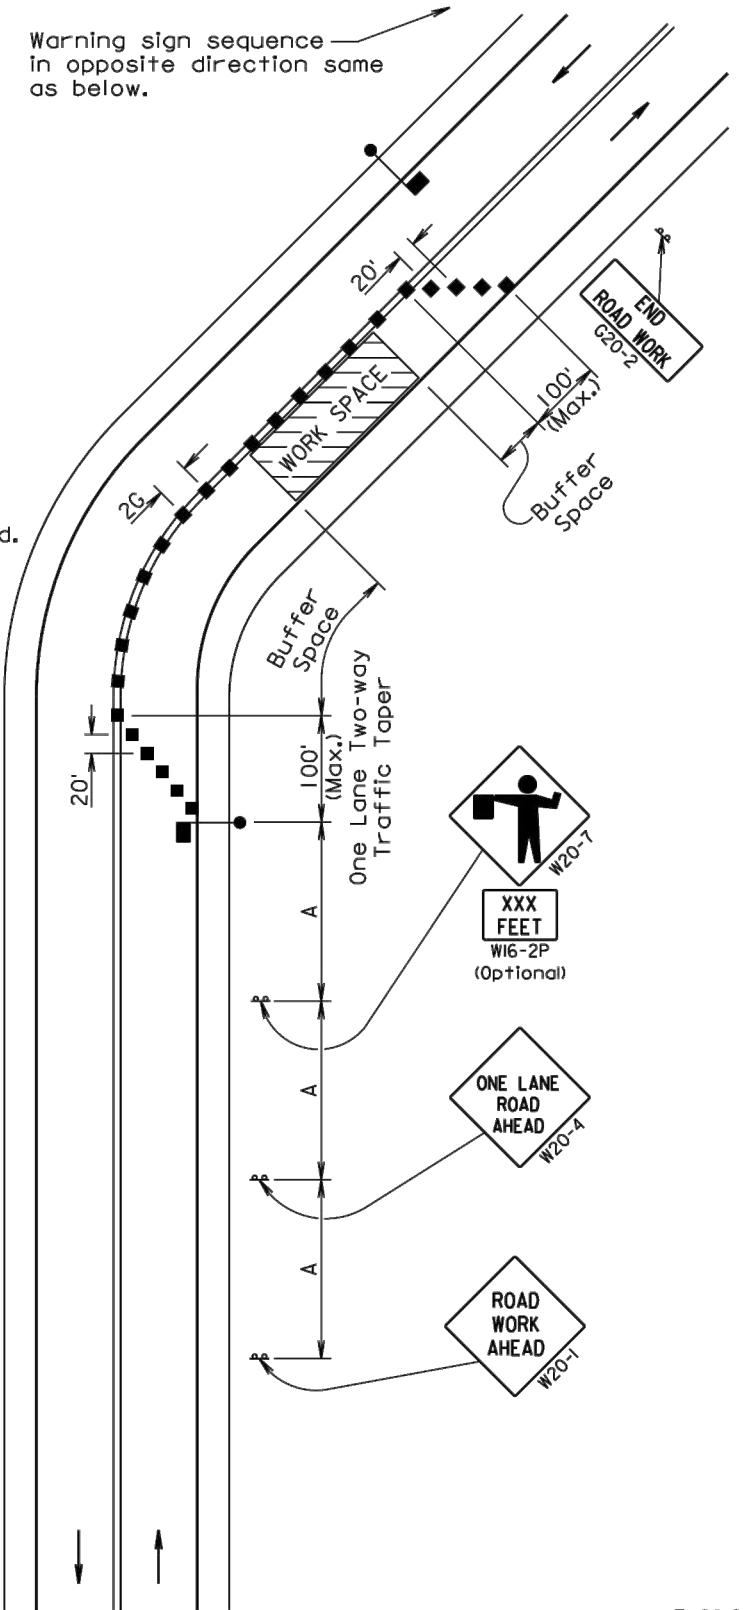 Warning sign sequence
in opposite direction same
as below.
20'
END
ROAD WORK
G20-2
100'
(Max.)
WORK SPACE
Buffer
Space
2G
d.
Buffer
Space
One Lane Two-way
Traffic Taper
100'
(Max.)
20'
W20-7
XXX
FEET
W16-2P
(Optional)
A
A
ONE LANE
ROAD
AHEAD
W20-4
A
ROAD
WORK
AHEAD
W20-1